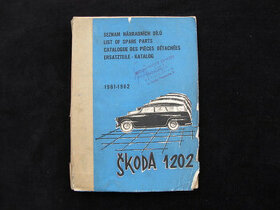 SEZNAM NÁHRADNÍCH DÍLŮ
LIST OF SPARE PARTS
CATALOGUE DES PIÈCES DÉTACHÉES
ERSATZTEILE - KATALOG
1961-1962
ŠKODA 1202